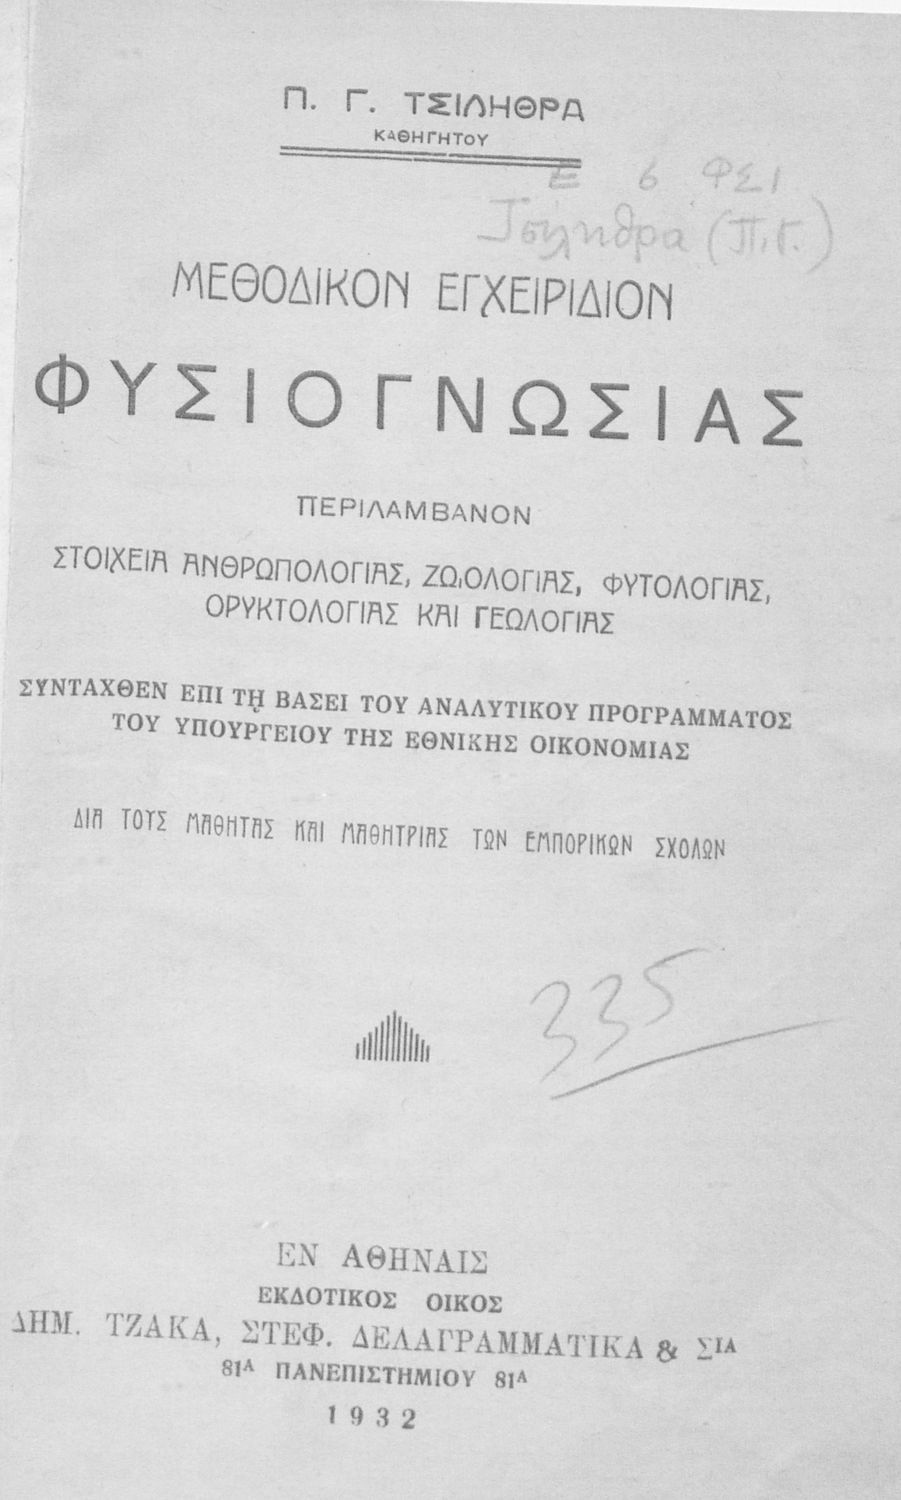 Π. Γ. ΤΣΙΛΗΘΡΑ
ΚΑΘΗΓΗΤΟΥ
Ε 6 ΦΣΙ
Τσιληθρα (Π.Γ.)
ΜΕΘΟΔΙΚΟΝ ΕΓΧΕΙΡΙΔΙΟΝ
ΦΥΣΙΟΓΝΩΣΙΑΣ
ΠΕΡΙΛΑΜΒΑΝΟΝ
ΣΤΟΙΧΕΙΑ ΑΝΘΡΩΠΟΛΟΓΙΑΣ, ΖΩΙΟΛΟΓΙΑΣ, ΦΥΤΟΛΟΓΙΑΣ,
ΟΡΥΚΤΟΛΟΓΙΑΣ ΚΑΙ ΓΕΩΛΟΓΙΑΣ
ΣΥΝΤΑΧΘΕΝ ΕΠΙ Τῌ ΒΑΣΕΙ ΤΟΥ ΑΝΑΛΥΤΙΚΟΥ ΠΡΟΓΡΑΜΜΑΤΟΣ
ΤΟΥ ΥΠΟΥΡΓΕΙΟΥ ΤΗΣ ΕΘΝΙΚΗΣ ΟΙΚΟΝΟΜΙΑΣ
ΔΙΑ ΤΟΥΣ ΜΑΘΗΤΑΣ ΚΑΙ ΜΑΘΗΤΡΙΑΣ ΤΩΝ ΕΜΠΟΡΙΚΩΝ ΣΧΟΛΩΝ
335
ΕΝ ΑΘΗΝΑΙΣ
ΕΚΔΟΤΙΚΟΣ ΟΙΚΟΣ
ΔΗΜ. ΤΖΑΚΑ, ΣΤΕΦ. ΔΕΛΑΓΡΑΜΜΑΤΙΚΑ & ΣΙΑ
81Α ΠΑΝΕΠΙΣΤΗΜΙΟΥ 81Α
1932